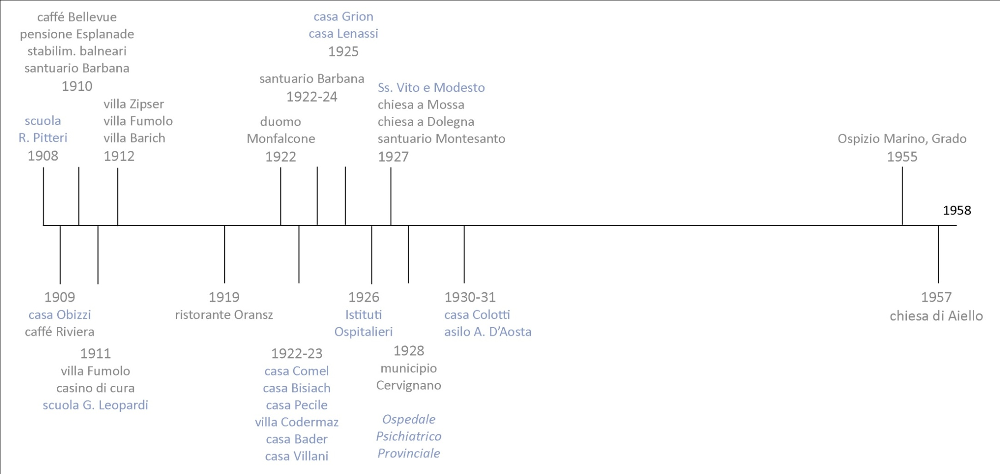 caffé Bellevue
pensione Esplanade
stabilim. balneari
santuario Barbana
1910
scuola
R. Pitteri
1908
villa Zipser
villa Fumolo
villa Barich
1912
casa Grion
casa Lenassi
1925
santuario Barbana
1922-24
duomo
Monfalcone
1922
Ss. Vito e Modesto
chiesa a Mossa
chiesa a Dolegna
santuario Montesanto
1927
Ospizio Marino, Grado
1955
1958
1909
casa Obizzi
caffé Riviera
1911
villa Fumolo
casino di cura
scuola G. Leopardi
1919
ristorante Oransz
1922-23
casa Comel
casa Bisiach
casa Pecile
villa Codermaz
casa Bader
casa Villani
1926
Istituti
Ospitalieri
1928
municipio
Cervignano
Ospedale
Psichiatrico
Provinciale
1930-31
casa Colotti
asilo A. D’Aosta
1957
chiesa di Aiello